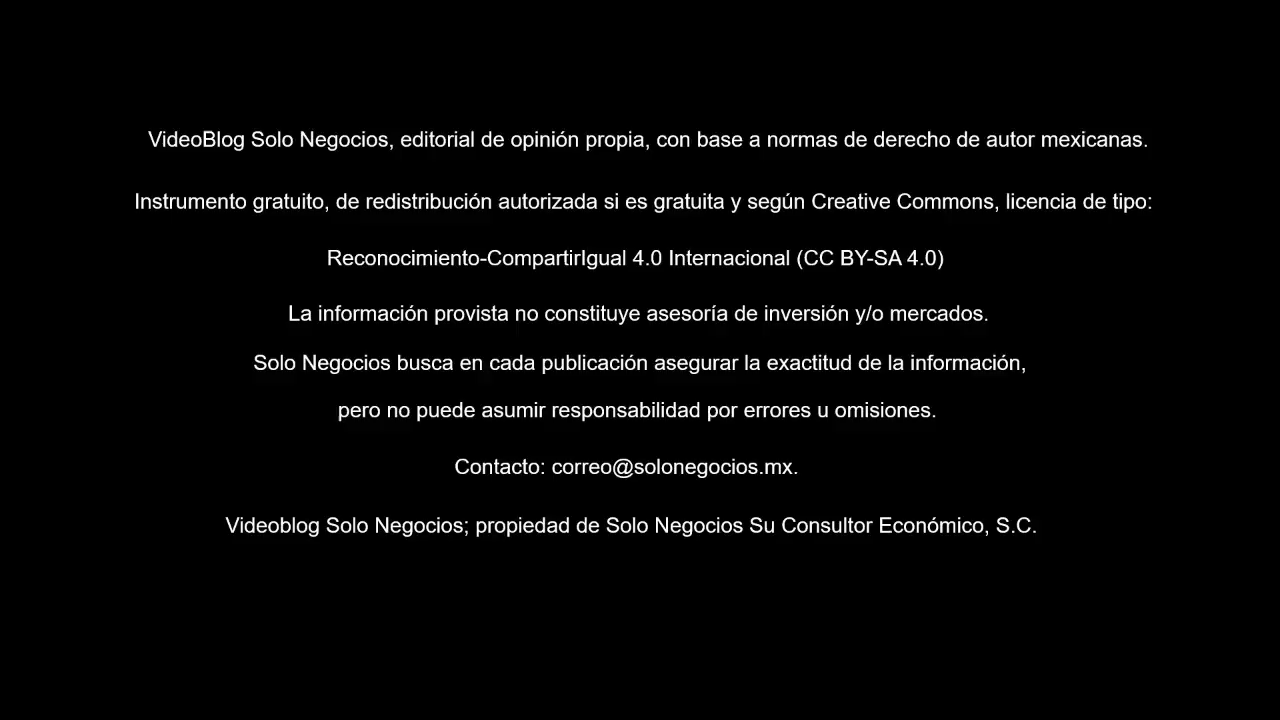 VideoBlog Solo Negocios, editorial de opinión propia, con base a normas de derecho de autor mexicanas.
Instrumento gratuito, de redistribución autorizada si es gratuita y según Creative Commons, licencia de tipo:
Reconocimiento-CompartirIgual 4.0 Internacional (CC BY-SA 4.0)
La información provista no constituye asesoría de inversión y/o mercados.
Solo Negocios busca en cada publicación asegurar la exactitud de la información,
pero no puede asumir responsabilidad por errores u omisiones.
Contacto: correo@solonegocios.mx.
Videoblog Solo Negocios; propiedad de Solo Negocios Su Consultor Económico, S.C.